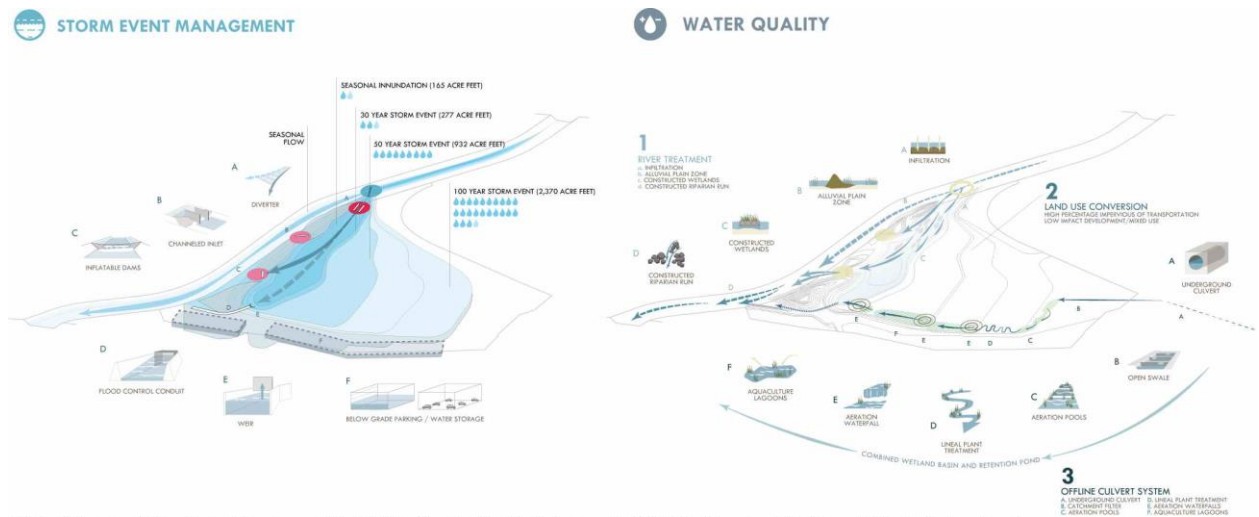 STORM EVENT MANAGEMENT
SEASONAL INNUNDATION (165 ACRE FEET)
30 YEAR STORM EVENT (277 ACRE FEET)
SEASONAL
FLOW
50 YEAR STORM EVENT (932 ACRE FEET)
100 YEAR STORM EVENT (2,370 ACRE FEET)
A
DIVERTER
B
CHANNELED INLET
C
INFLATABLE DAMS
A
B
C
D
E
F
D
FLOOD CONTROL CONDUIT
E
WEIR
F
BELOW GRADE PARKING / WATER STORAGE
WATER QUALITY
1
RIVER TREATMENT
a. INFILTRATION
b. ALLUVIAL PLAIN ZONE
c. CONSTRUCTED WETLANDS
d. CONSTRUCTED RIPARIAN RUN
A
INFILTRATION
B
ALLUVIAL PLAIN
ZONE
C
CONSTRUCTED
WETLANDS
D
CONSTRUCTED
RIPARIAN RUN
2
LAND USE CONVERSION
HIGH PERCENTAGE IMPERVIOUS OF TRANSPORTATION
LOW IMPACT DEVELOPMENT/MIXED USE
A
UNDERGROUND
CULVERT
A
B
A
C
D
B
A
E
F
E
E
D
C
B
OPEN SWALE
C
AERATION POOLS
D
LINEAL PLANT
TREATMENT
E
AERATION
WATERFALL
F
AQUACULTURE
LAGOONS
COMBINED WETLAND BASIN AND RETENTION POND
3
OFFLINE CULVERT SYSTEM
A. UNDERGROUND CULVERT D. LINEAL PLANT TREATMENT
B. CATCHMENT FILTER E. AERATION WATERFALLS
C. AERATION POOLS F. AQUACULTURE LAGOONS